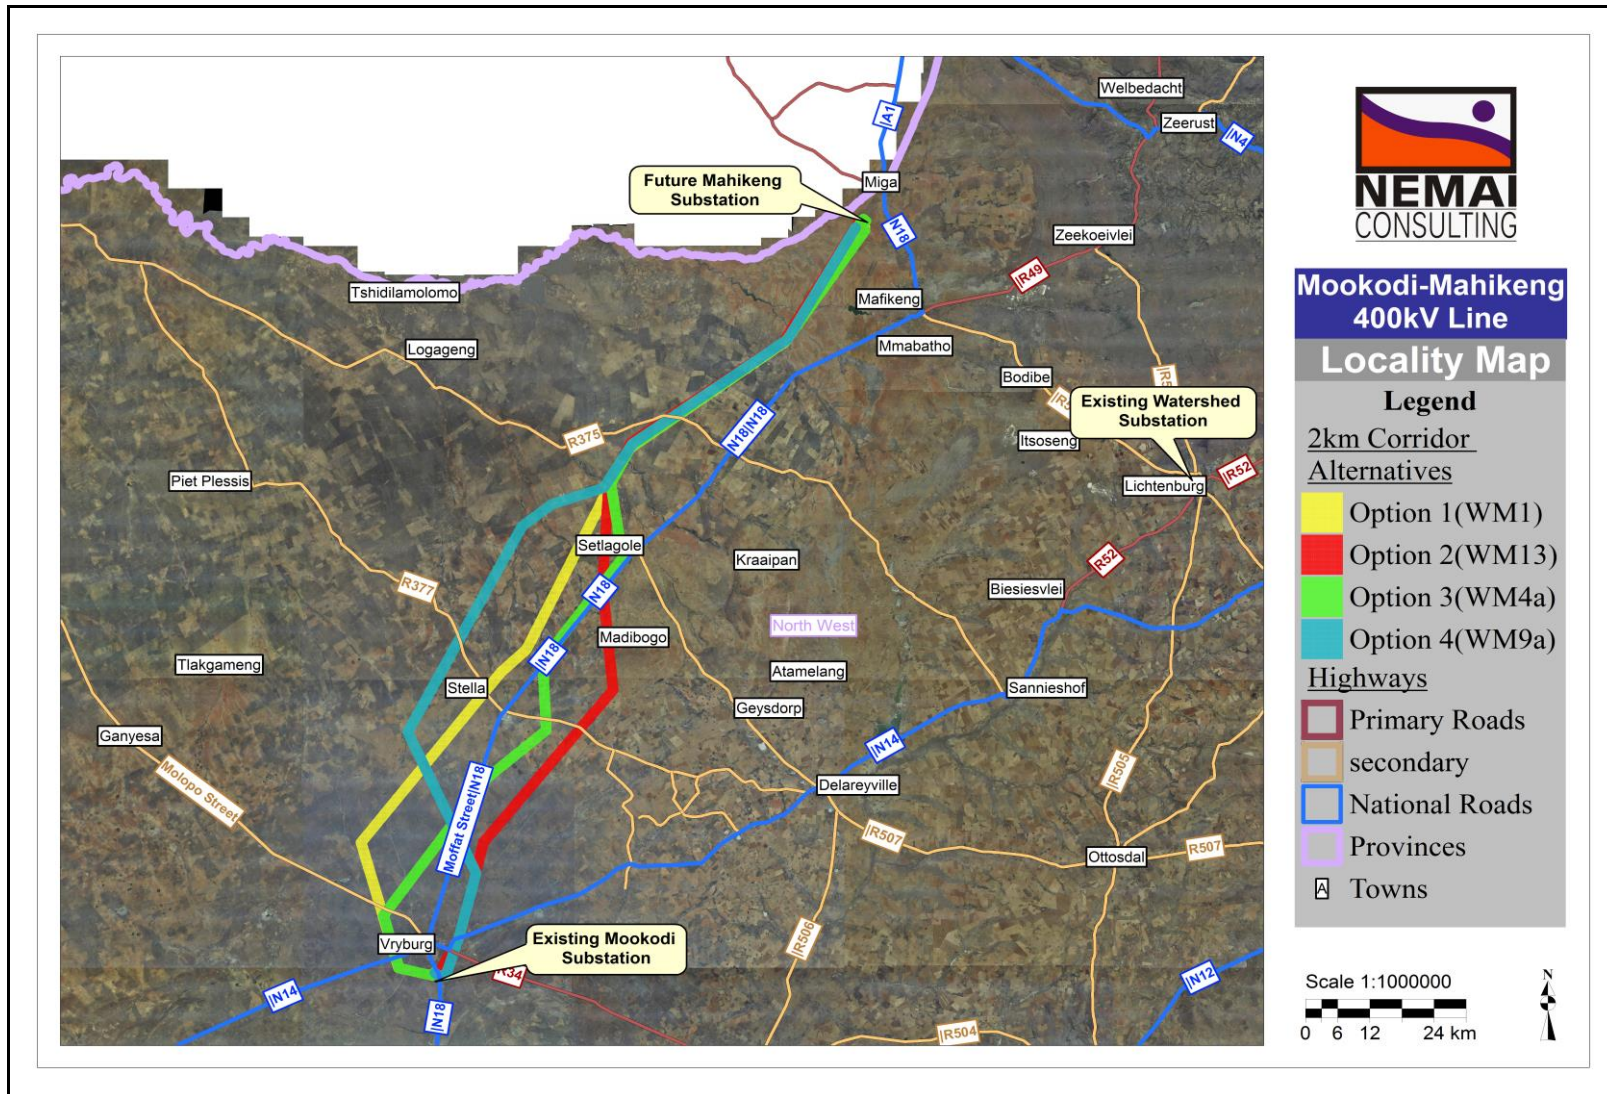 Welbedacht
Zeerust
|A1
|N4
Future Mahikeng
Substation
Miga
N18
Zeekoeivlei
|R49
Tshidilamolomo
Mafikeng
Mmabatho
Logageng
Bodibe
Existing Watershed
Substation
N18|N18
R375
Itsoseng
Piet Plessis
Lichtenburg
|R52
Setlagole
Kraaipan
R52
R377
N18
Biesiesvlei
North West
Madibogo
|N18
Tlakgameng
Atamelang
Stella
Sannieshof
Geysdorp
Ganyesa
|N14
Molopo Street
Moffat Street|N18
|R505
Delareyville
|R507
R507
Ottosdal
Vryburg
Existing Mookodi
Substation
|R506
R34
|N14
|N12
|N18
|R504
NEMAI
CONSULTING
Mookodi-Mahikeng
400kV Line
Locality Map
Legend
2km Corridor
Alternatives
Option 1(WM1)
Option 2(WM13)
Option 3(WM4a)
Option 4(WM9a)
Highways
Primary Roads
secondary
National Roads
Provinces
A Towns
Scale 1:1000000
N
0 6 12 24 km